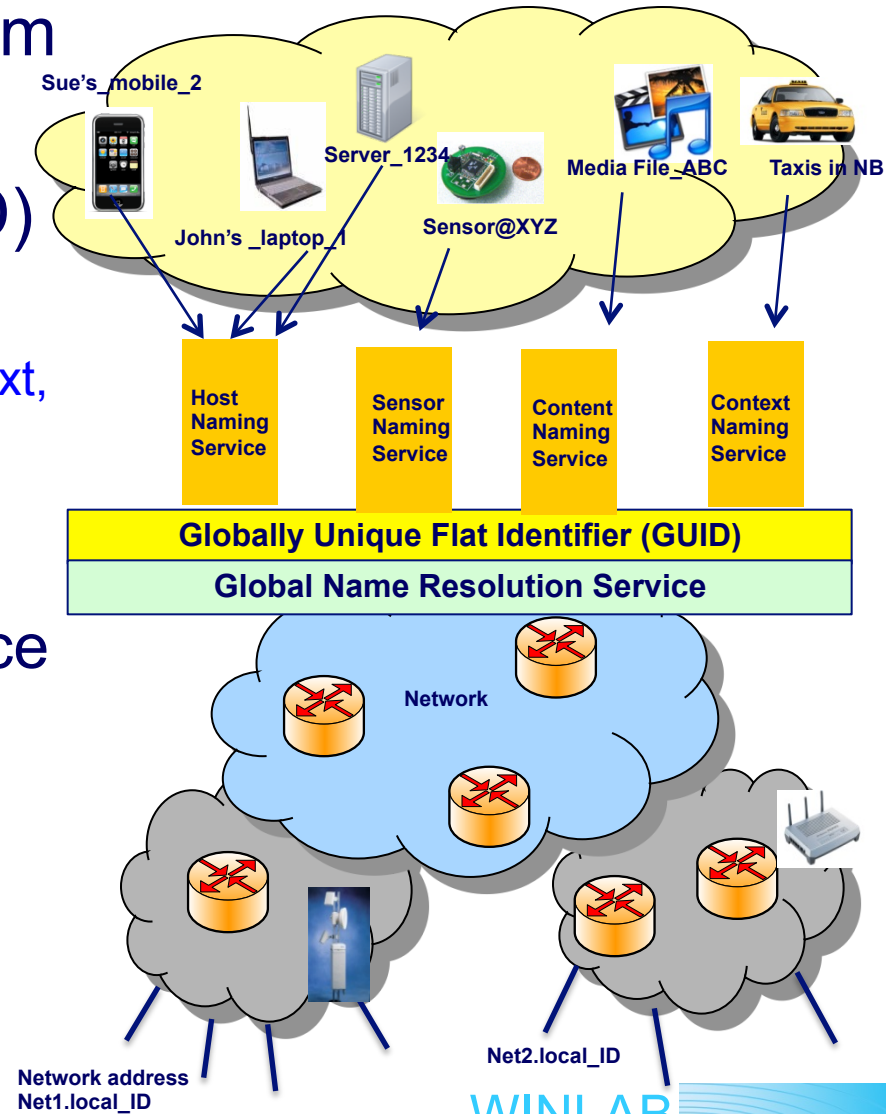 m
Sue's_mobile_2
Server_1234
Media File_ABC
Taxis in NB
)
John's _laptop_1
Sensor@XYZ
xt,
Host
Naming
Service
Sensor
Naming
Service
Content
Naming
Service
Context
Naming
Service
Globally Unique Flat Identifier (GUID)
Global Name Resolution Service
ce
Network
Net2.local_ID
Network address
Net1.local_ID
WINLAB